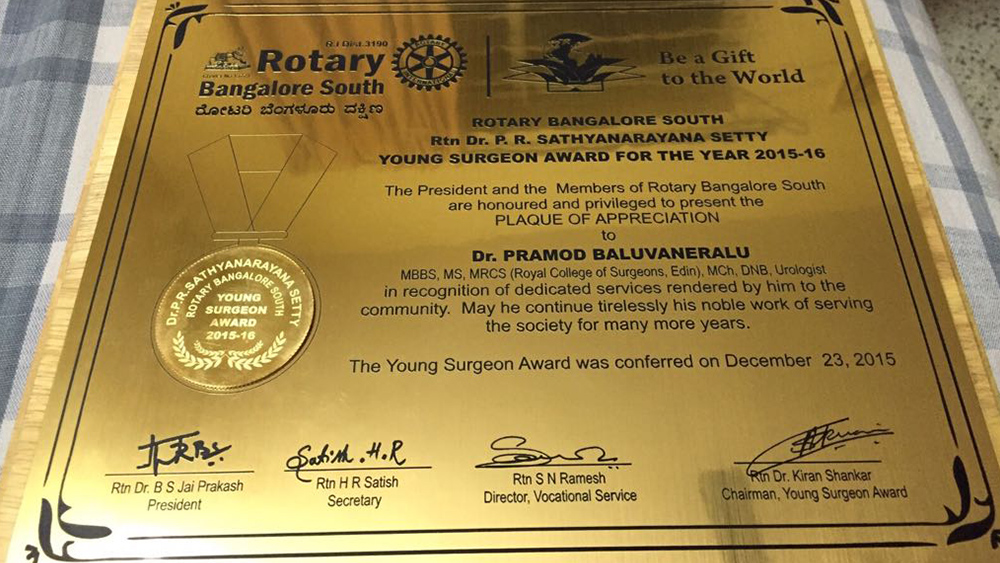 R.I Dist.3190
Rotary
Bangalore South
ರೋಟರಿ ಬೆಂಗಳೂರು ದಕ್ಷಿಣ
ROTARY
INTERNATIONAL
Be a Gift
to the World
ROTARY BANGALORE SOUTH
Rtn Dr. P. R. SATHYANARAYANA SETTY
YOUNG SURGEON AWARD FOR THE YEAR 2015-16
The President and the Members of Rotary Bangalore South
are honoured and privileged to present the
PLAQUE OF APPRECIATION
to
Dr. PRAMOD BALUVANERALU
MBBS, MS, MRCS (Royal College of Surgeons, Edin), MCh, DNB, Urologist
in recognition of dedicated services rendered by him to the
community. May he continue tirelessly his noble work of serving
the society for many more years.
The Young Surgeon Award was conferred on December 23, 2015
Dr.P.R.SATHYANARAYANA SETTY
ROTARY BANGALORE SOUTH
YOUNG
SURGEON
AWARD
2015-16
Satish.H.R
Rtn Dr. B S Jai Prakash
President
Rtn H R Satish
Secretary
Rtn S N Ramesh
Director, Vocational Service
Rtn Dr. Kiran Shankar
Chairman, Young Surgeon Award